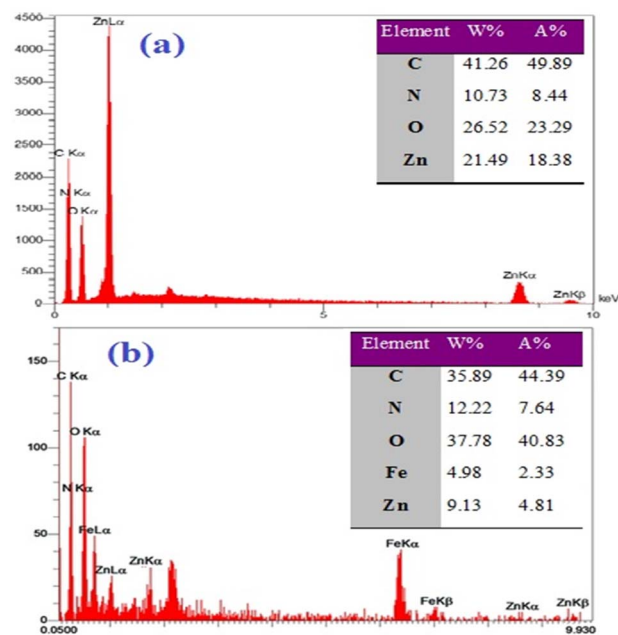 4500
4000
3500
3000
2500
2000
1500
1000
500
0
ZnLα
(a)
C Kα
N Kα
O Kα
ZnKα
ZnKβ
0
5
10
keV
Element W% A%
C 41.26 49.89
N 10.73 8.44
O 26.52 23.29
Zn 21.49 18.38
150
100
50
0.0
(b)
C Kα
O Kα
N Kα
FeLα
ZnLα
ZnKα
FeKα
FeKβ
ZnKα
ZnKβ
0.0500
9.930
Element W% A%
C 35.89 44.39
N 12.22 7.64
O 37.78 40.83
Fe 4.98 2.33
Zn 9.13 4.81